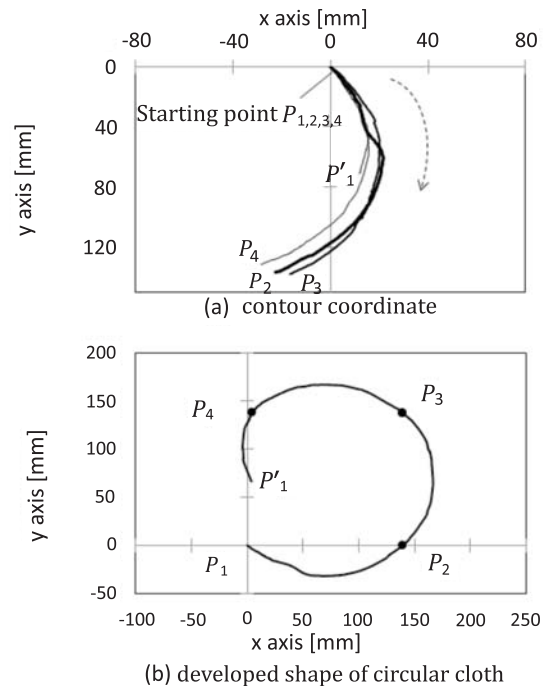 x axis [mm]
-80 -40 0 40 80
0
Starting point P1,2,3,4
40
y axis [mm]
80
P'1
120
P4
P2 P3
(a) contour coordinate
200
150
P4 P3
100
y axis [mm]
P'1
50
0
P1 P2
-50
-100 -50 0 50 100 150 200 250
x axis [mm]
(b) developed shape of circular cloth